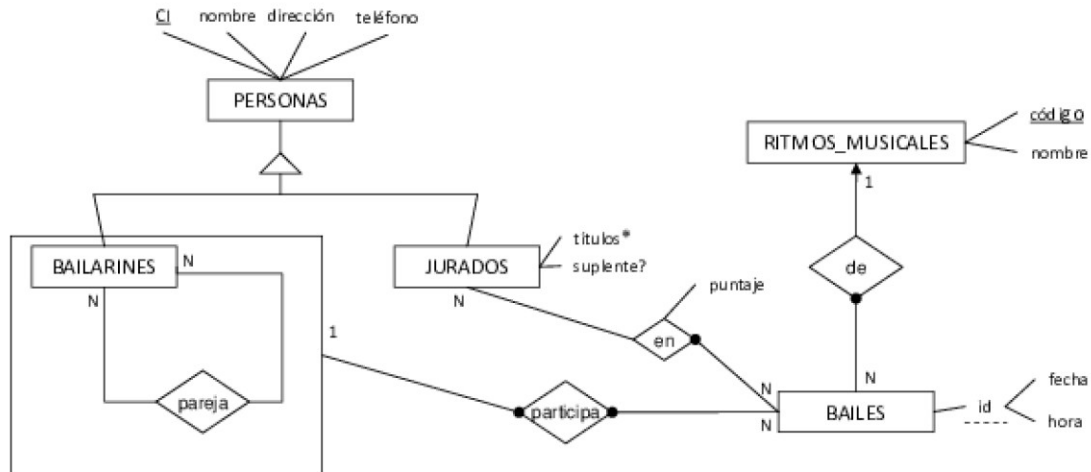 CI nombre dirección teléfono
PERSONAS
código
RITMOS_MUSICALES
nombre
1
títulos*
BAILARINES N JURADOS suplente?
de
N N puntaje
1
en
N N fecha
pareja participa BAILES id
N hora